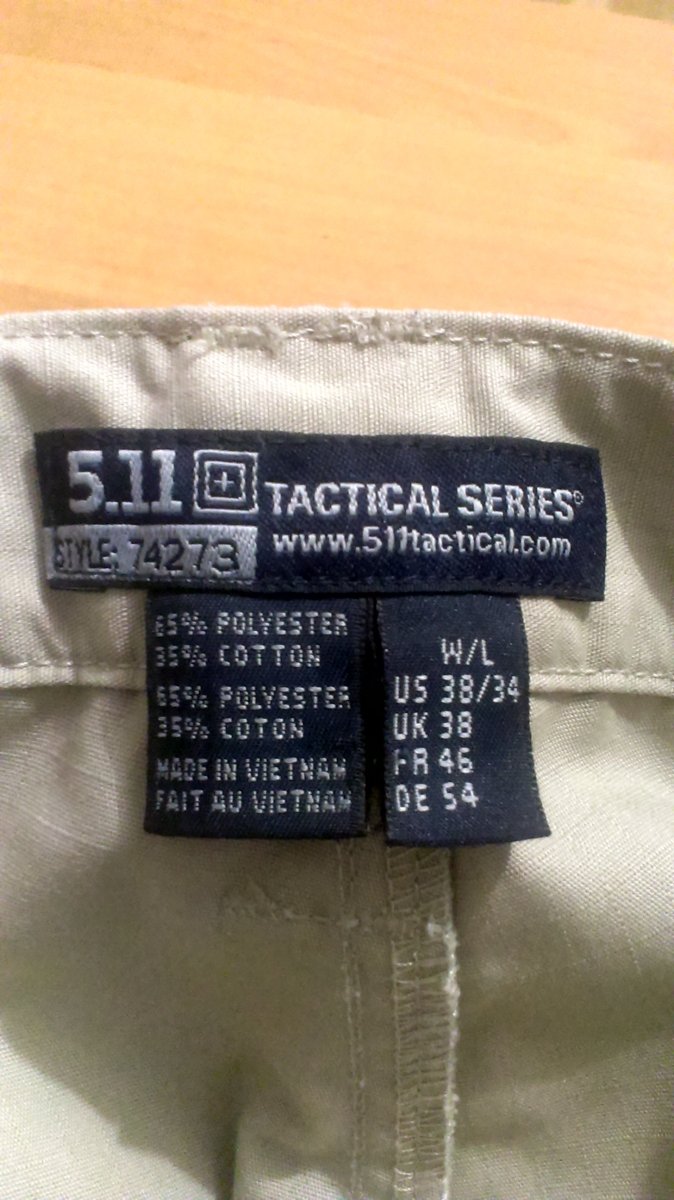 5.11 TACTICAL SERIES®
STYLE: 74273 www.511tactical.com
65% POLYESTER
35% COTTON
65% POLYESTER
35% COTON
MADE IN VIETNAM
FAIT AU VIETNAM
W/L
US 38/34
UK 38
FR 46
DE 54